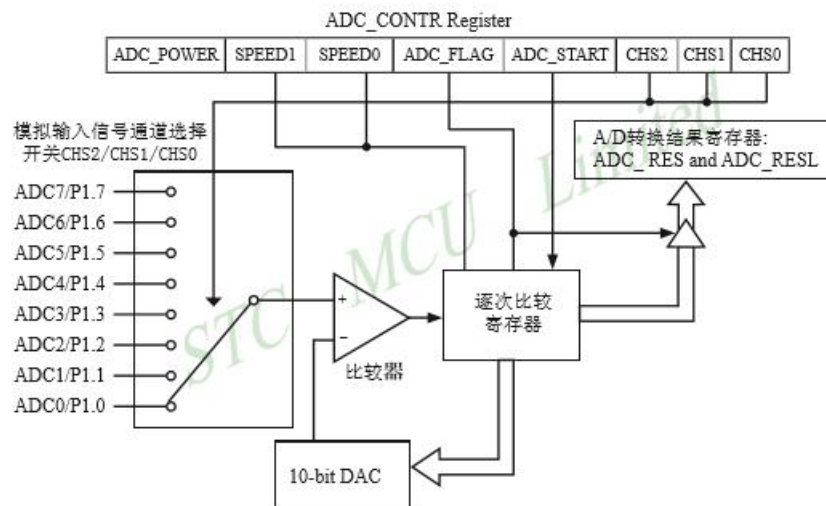 ADC_CONTR Register
ADC_POWER SPEED1 SPEED0 ADC_FLAG ADC_START CHS2 CHS1 CHS0
模拟输入信号通道选择
开关CHS2/CHS1/CHS0
A/D转换结果寄存器:
ADC_RES and ADC_RESL
ADC7/P1.7
ADC6/P1.6
ADC5/P1.5
ADC4/P1.4
ADC3/P1.3
ADC2/P1.2
ADC1/P1.1
ADC0/P1.0
+
−
比较器
逐次比较
寄存器
10-bit DAC
STC MCU Limited